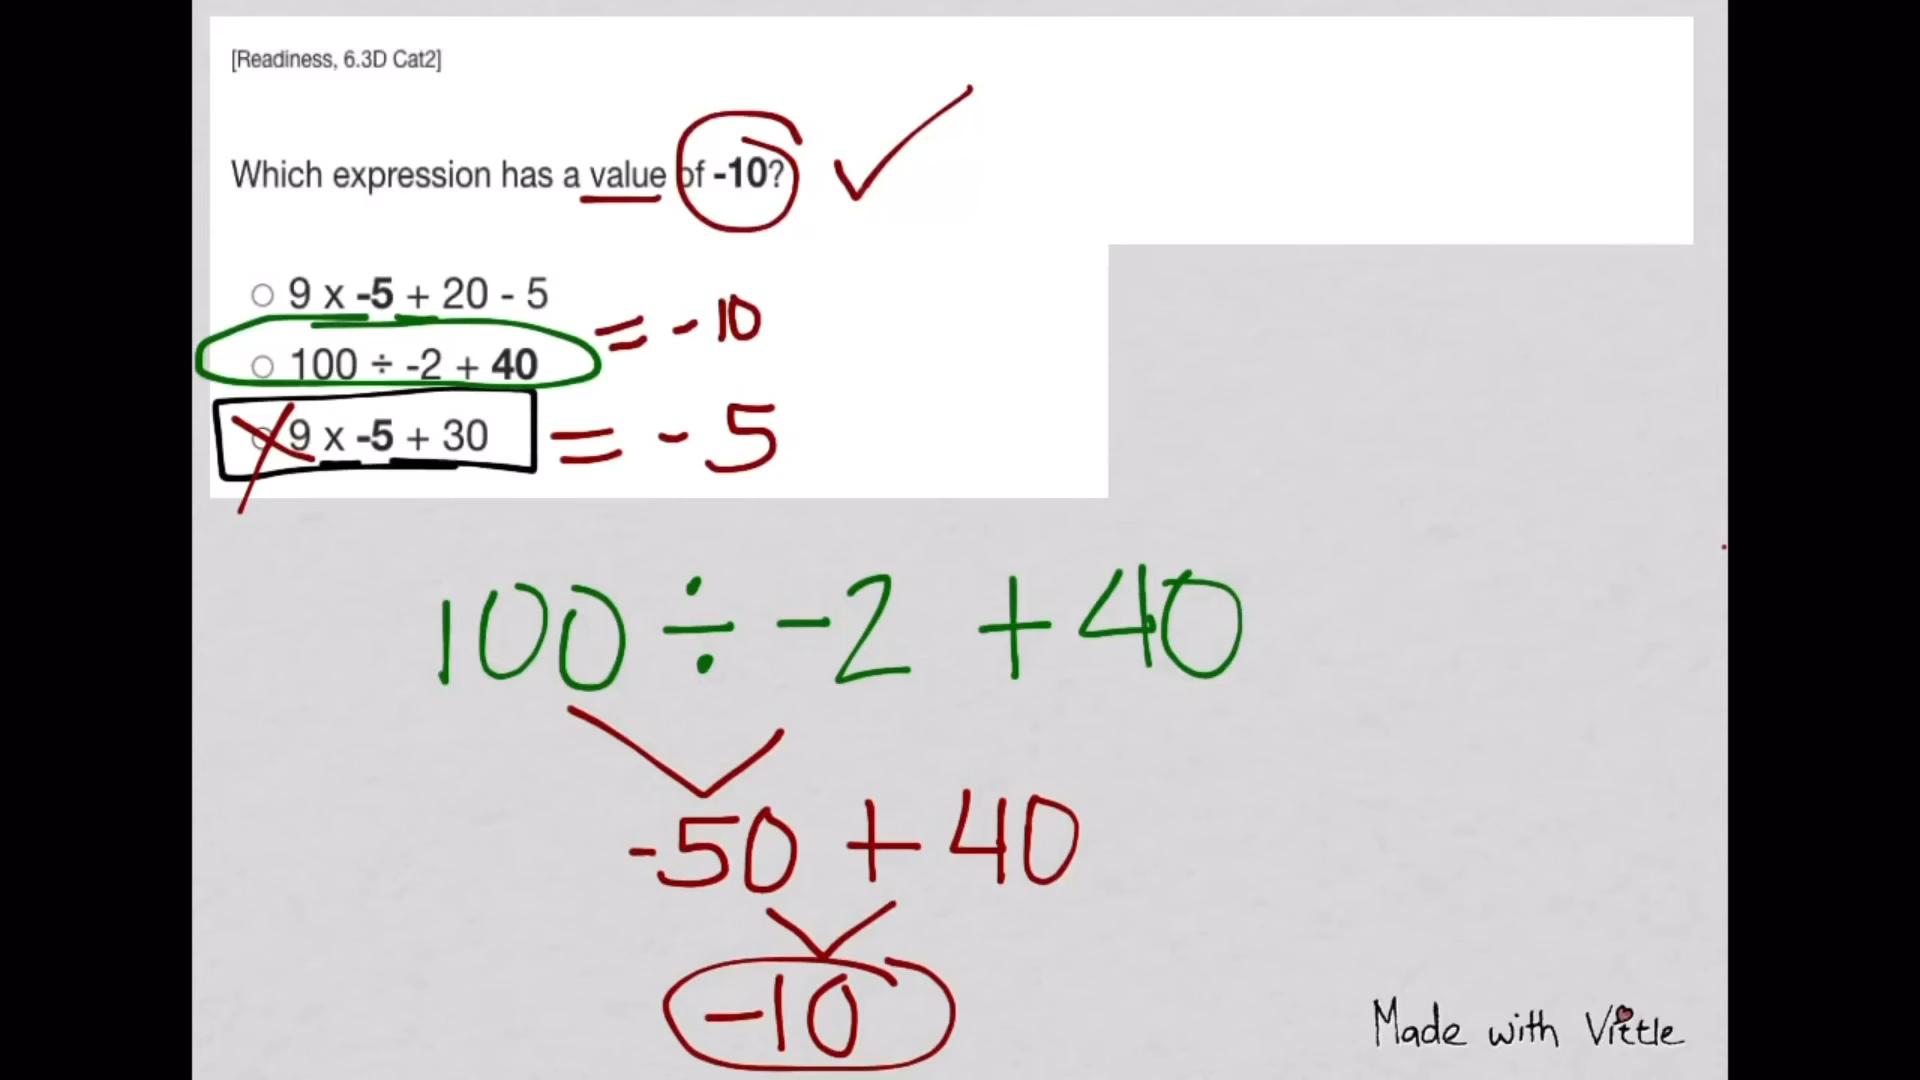 [Readiness, 6.3D Cat2]
Which expression has a value of -10?
9 x -5 + 20 - 5
= -10
100 ÷ -2 + 40
9 x -5 + 30 = -5
100 ÷ -2 + 40
-50 + 40
-10
Made with Vittle